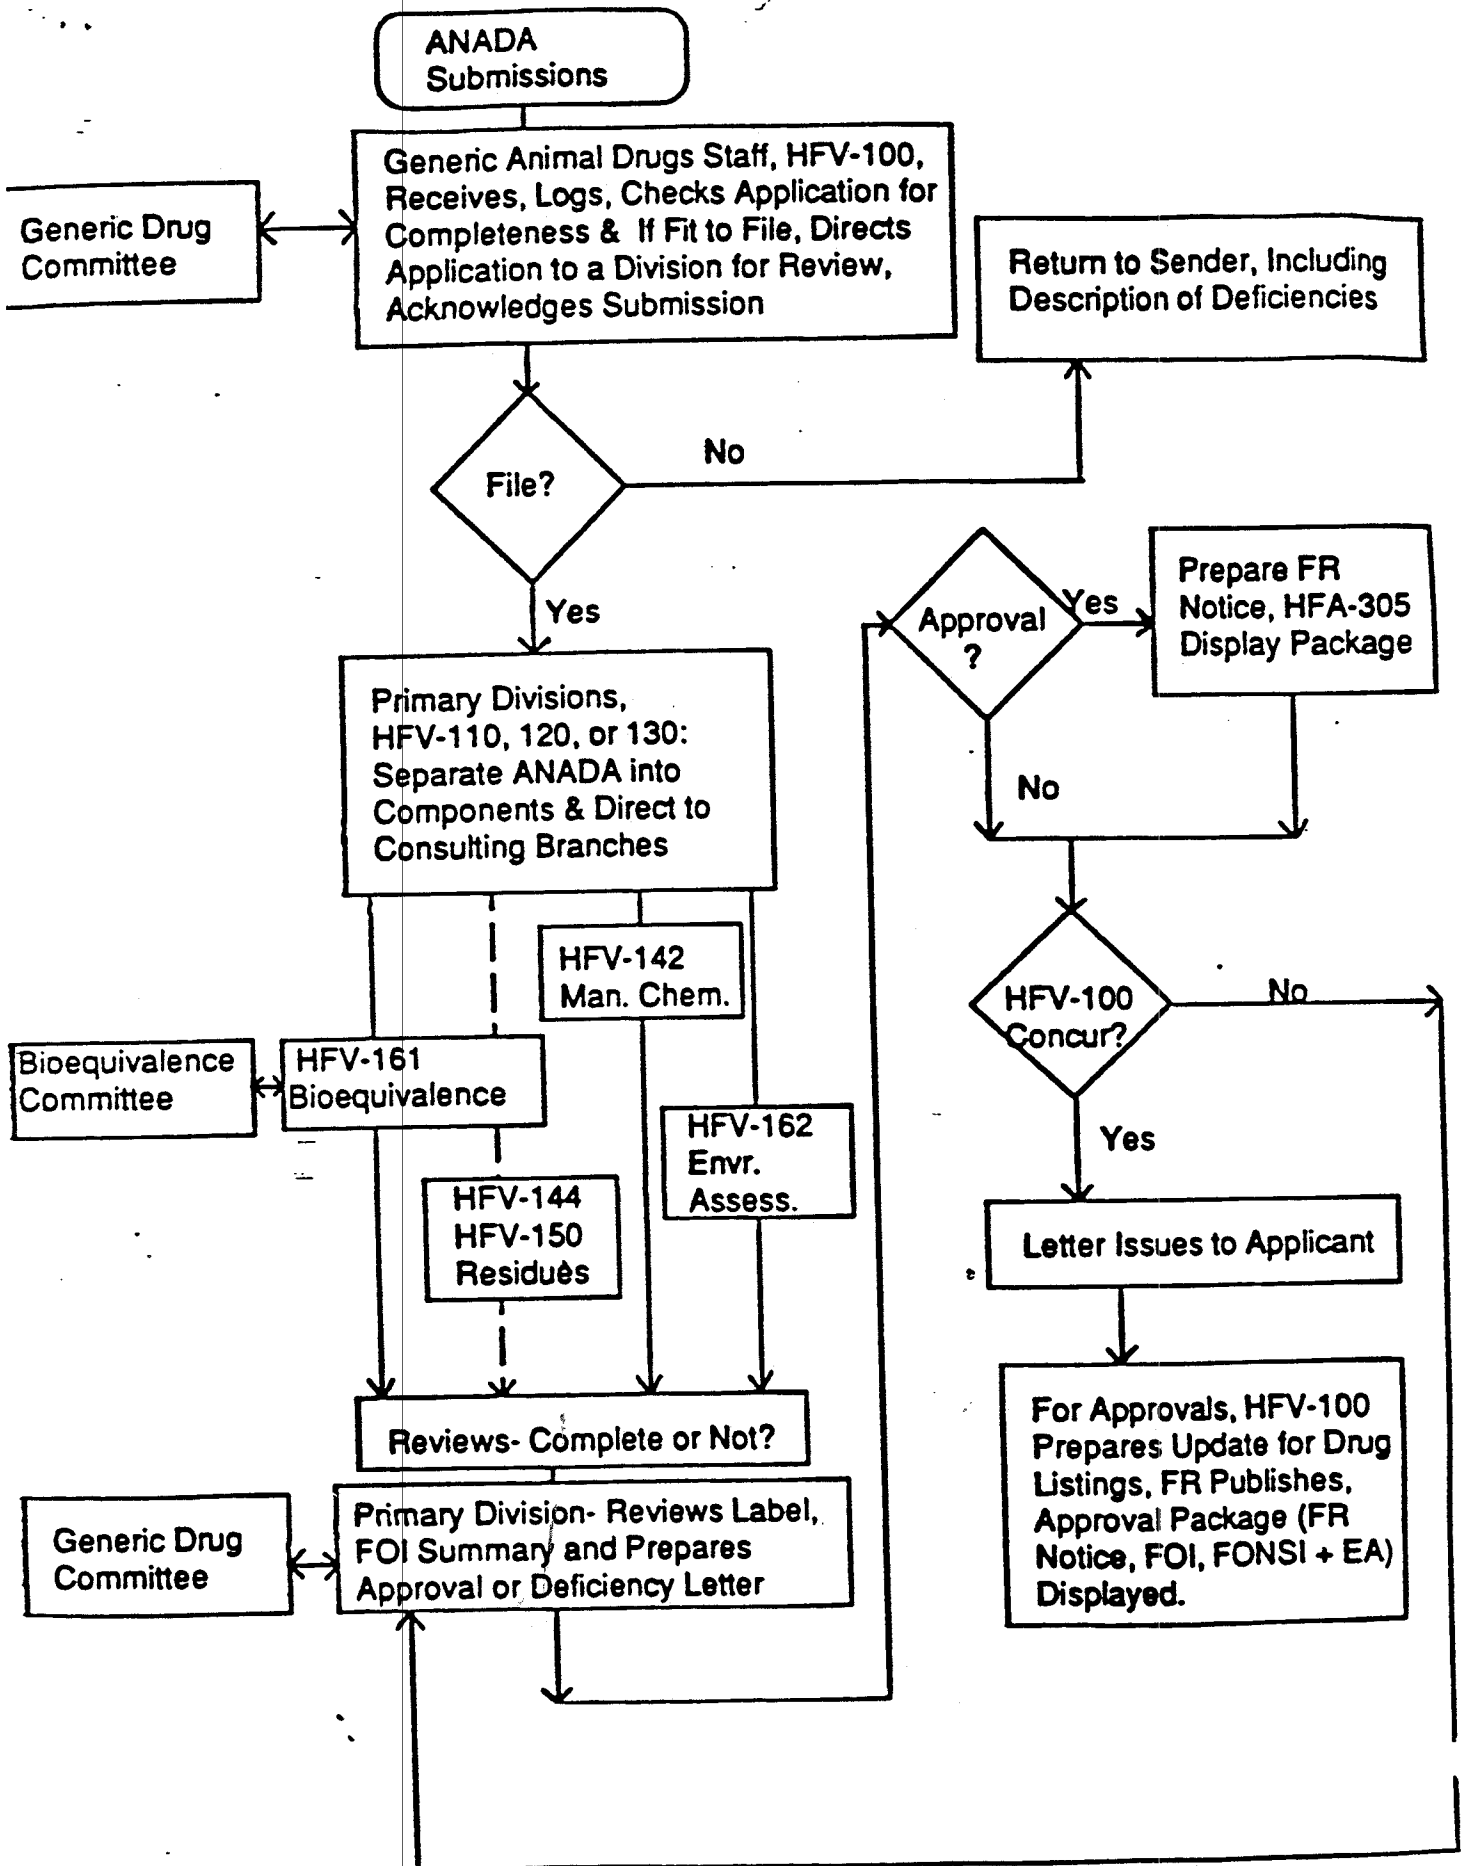 ANADA
Submissions
Generic Animal Drugs Staff, HFV-100,
Receives, Logs, Checks Application for
Completeness & If Fit to File, Directs
Application to a Division for Review,
Acknowledges Submission
Generic Drug
Committee
Return to Sender, Including
Description of Deficiencies
No
File?
Yes
Primary Divisions,
HFV-110, 120, or 130:
Separate ANADA into
Components & Direct to
Consulting Branches
HFV-142
Man. Chem.
Bioequivalence
Committee
HFV-161
Bioequivalence
HFV-162
Envr.
Assess.
HFV-144
HFV-150
Residues
Reviews- Complete or Not?
Generic Drug
Committee
Primary Division- Reviews Label,
FOI Summary and Prepares
Approval or Deficiency Letter
Approval
?
Yes
Prepare FR
Notice, HFA-305
Display Package
No
HFV-100
Concur?
No
Yes
Letter Issues to Applicant
For Approvals, HFV-100
Prepares Update for Drug
Listings, FR Publishes,
Approval Package (FR
Notice, FOI, FONSI + EA)
Displayed.